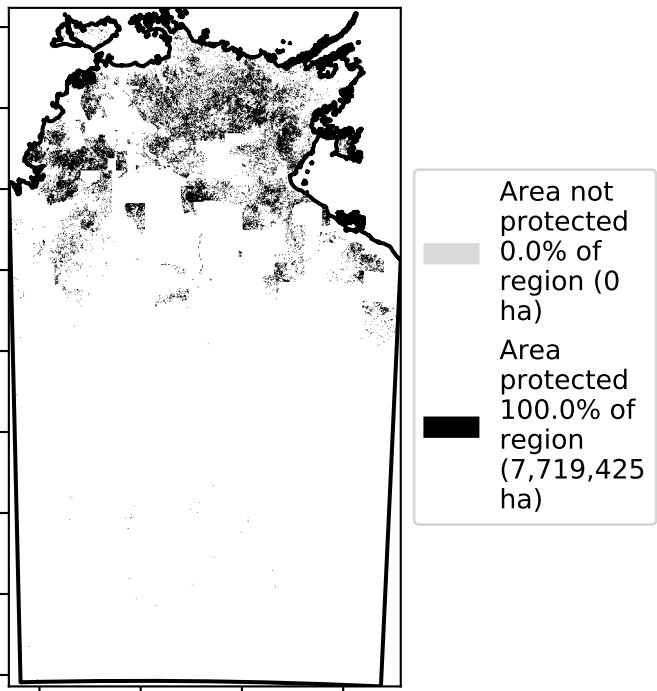 Area not
protected
0.0% of
region (0
ha)
Area
protected
100.0% of
region
(7,719,425
ha)